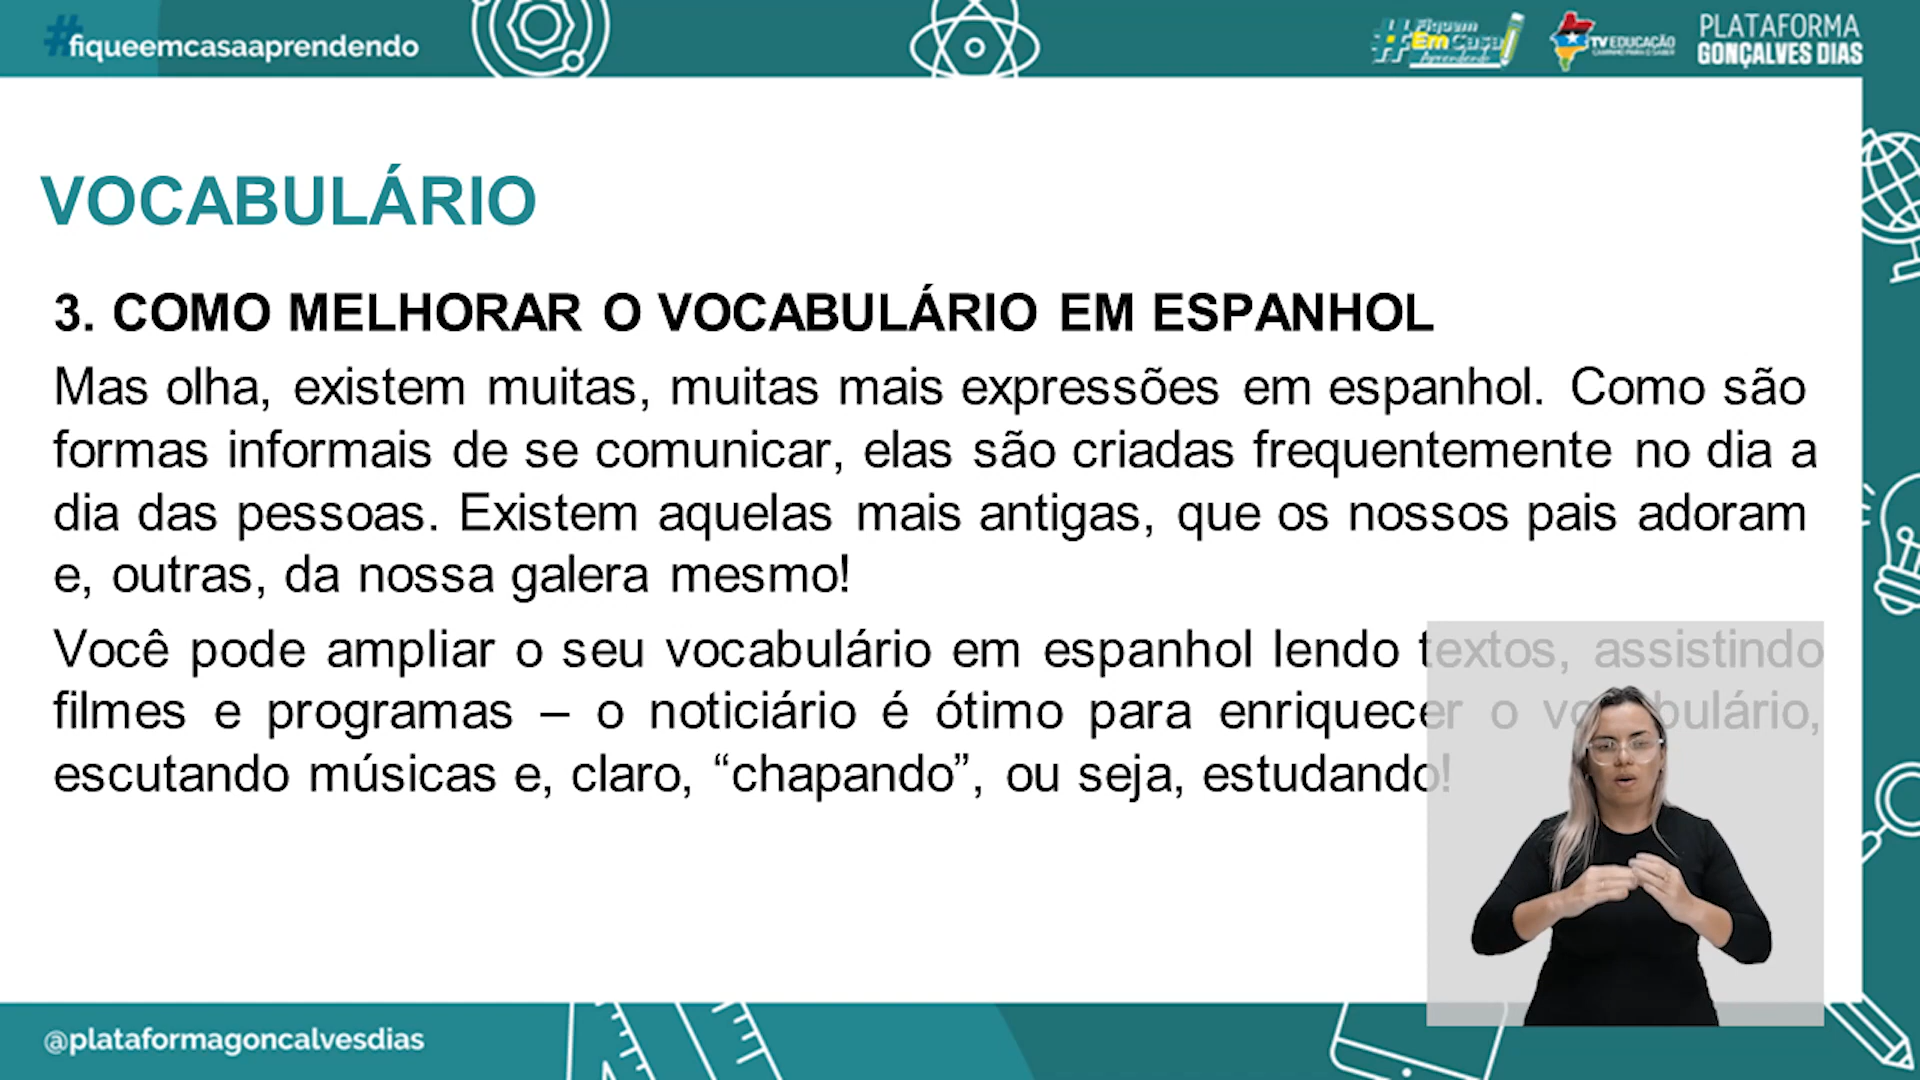 #fiqueemcasaaprendendo
#Fiquem
Em Casa
Aprendendo
TV EDUCAÇÃO
PLATAFORMA
GONÇALVES DIAS
VOCABULÁRIO
3. COMO MELHORAR O VOCABULÁRIO EM ESPANHOL
Mas olha, existem muitas, muitas mais expressões em espanhol. Como são
formas informais de se comunicar, elas são criadas frequentemente no dia a
dia das pessoas. Existem aquelas mais antigas, que os nossos pais adoram
e, outras, da nossa galera mesmo!
Você pode ampliar o seu vocabulário em espanhol lendo textos, assistindo
filmes e programas – o noticiário é ótimo para enriquecer o vocabulário,
escutando músicas e, claro, “chapando”, ou seja, estudando!
@plataformagoncalvesdias